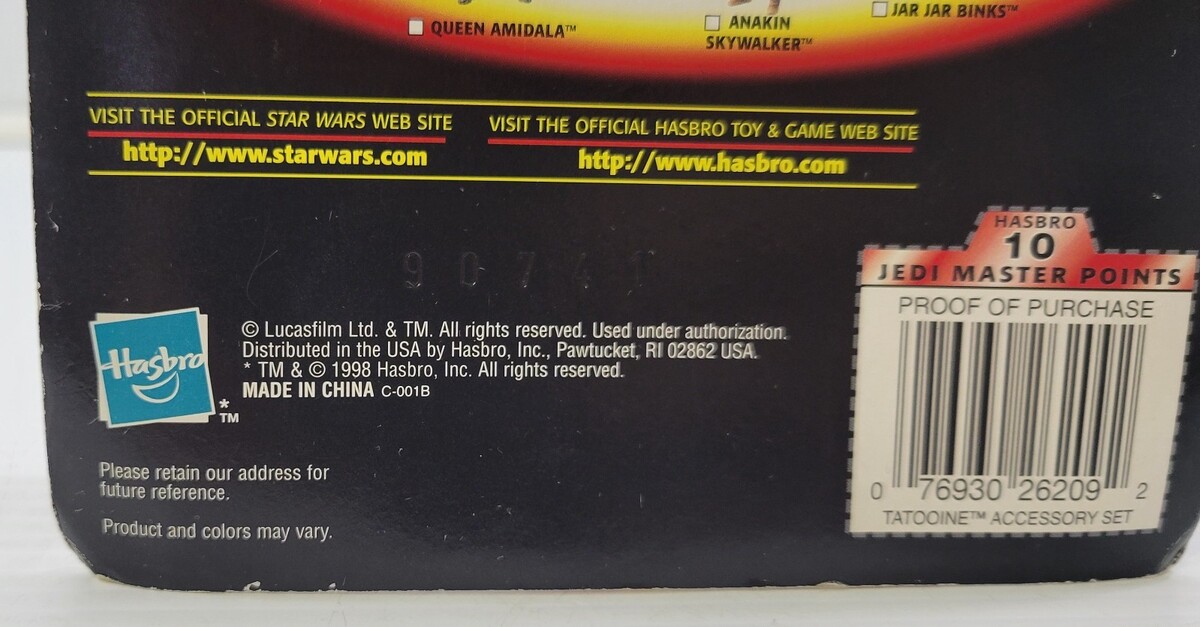 QUEEN AMIDALA™
ANAKIN
SKYWALKER™
JAR JAR BINKS™
VISIT THE OFFICIAL STAR WARS WEB SITE
http://www.starwars.com
VISIT THE OFFICIAL HASBRO TOY & GAME WEB SITE
http://www.hasbro.com
90741
Hasbro
*
TM
© Lucasfilm Ltd. & TM. All rights reserved. Used under authorization.
Distributed in the USA by Hasbro, Inc., Pawtucket, RI 02862 USA.
* TM & © 1998 Hasbro, Inc. All rights reserved.
MADE IN CHINA C-001B
Please retain our address for
future reference.
Product and colors may vary.
HASBRO
10
JEDI MASTER POINTS
PROOF OF PURCHASE
0 76930 26209 2
TATOOINE™ ACCESSORY SET